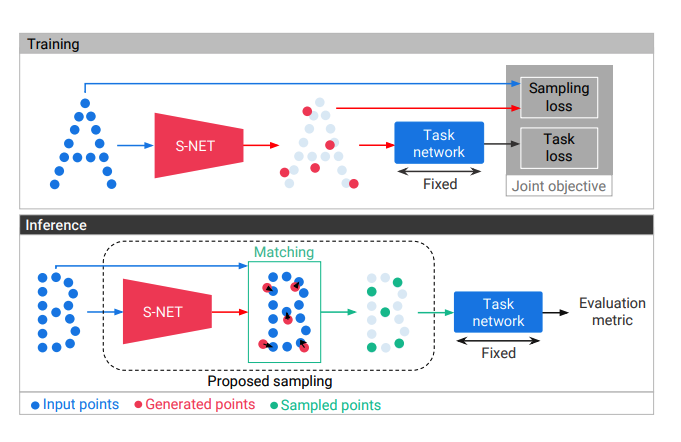 Training
Sampling
loss
S-NET
Task
network
Task
loss
Fixed
Joint objective
Inference
Matching
S-NET
Task
network
Evaluation
metric
Fixed
Proposed sampling
Input points
Generated points
Sampled points